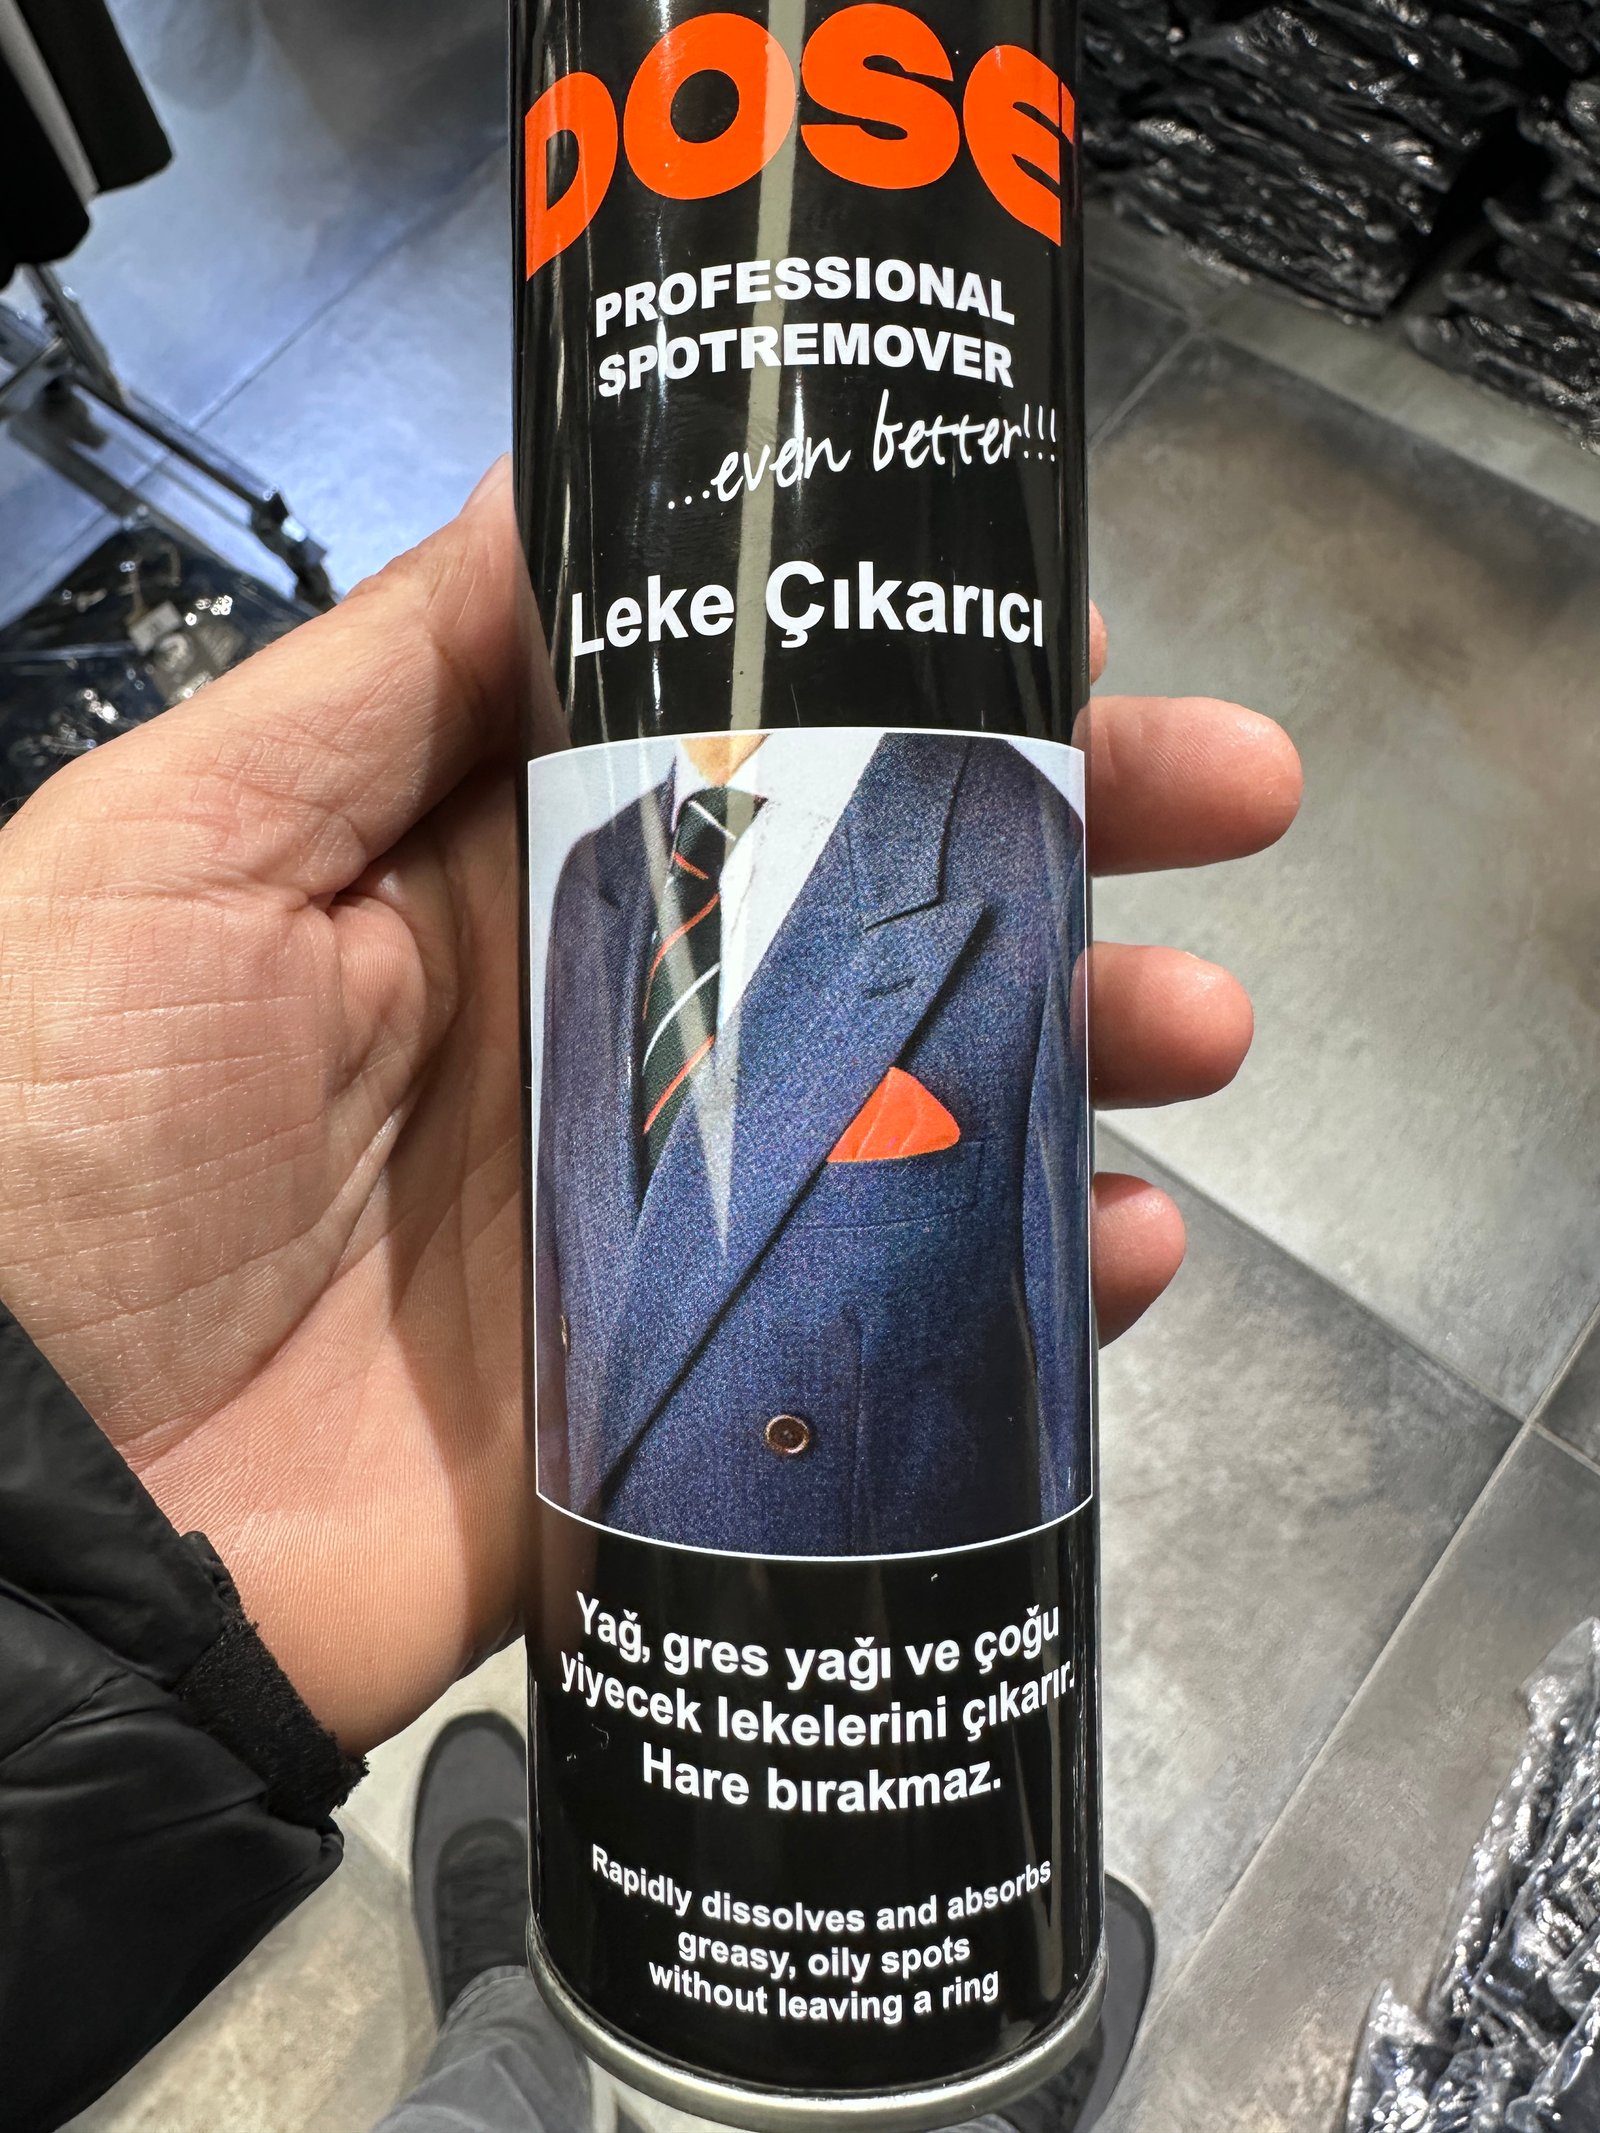 DOSE
PROFESSIONAL
SPOTREMOVER
...even better!!!
Leke Çıkarıcı
Yağ, gres yağı ve çoğu
yiyecek lekelerini çıkarır.
Hare bırakmaz.
Rapidly dissolves and absorbs
greasy, oily spots
without leaving a ring